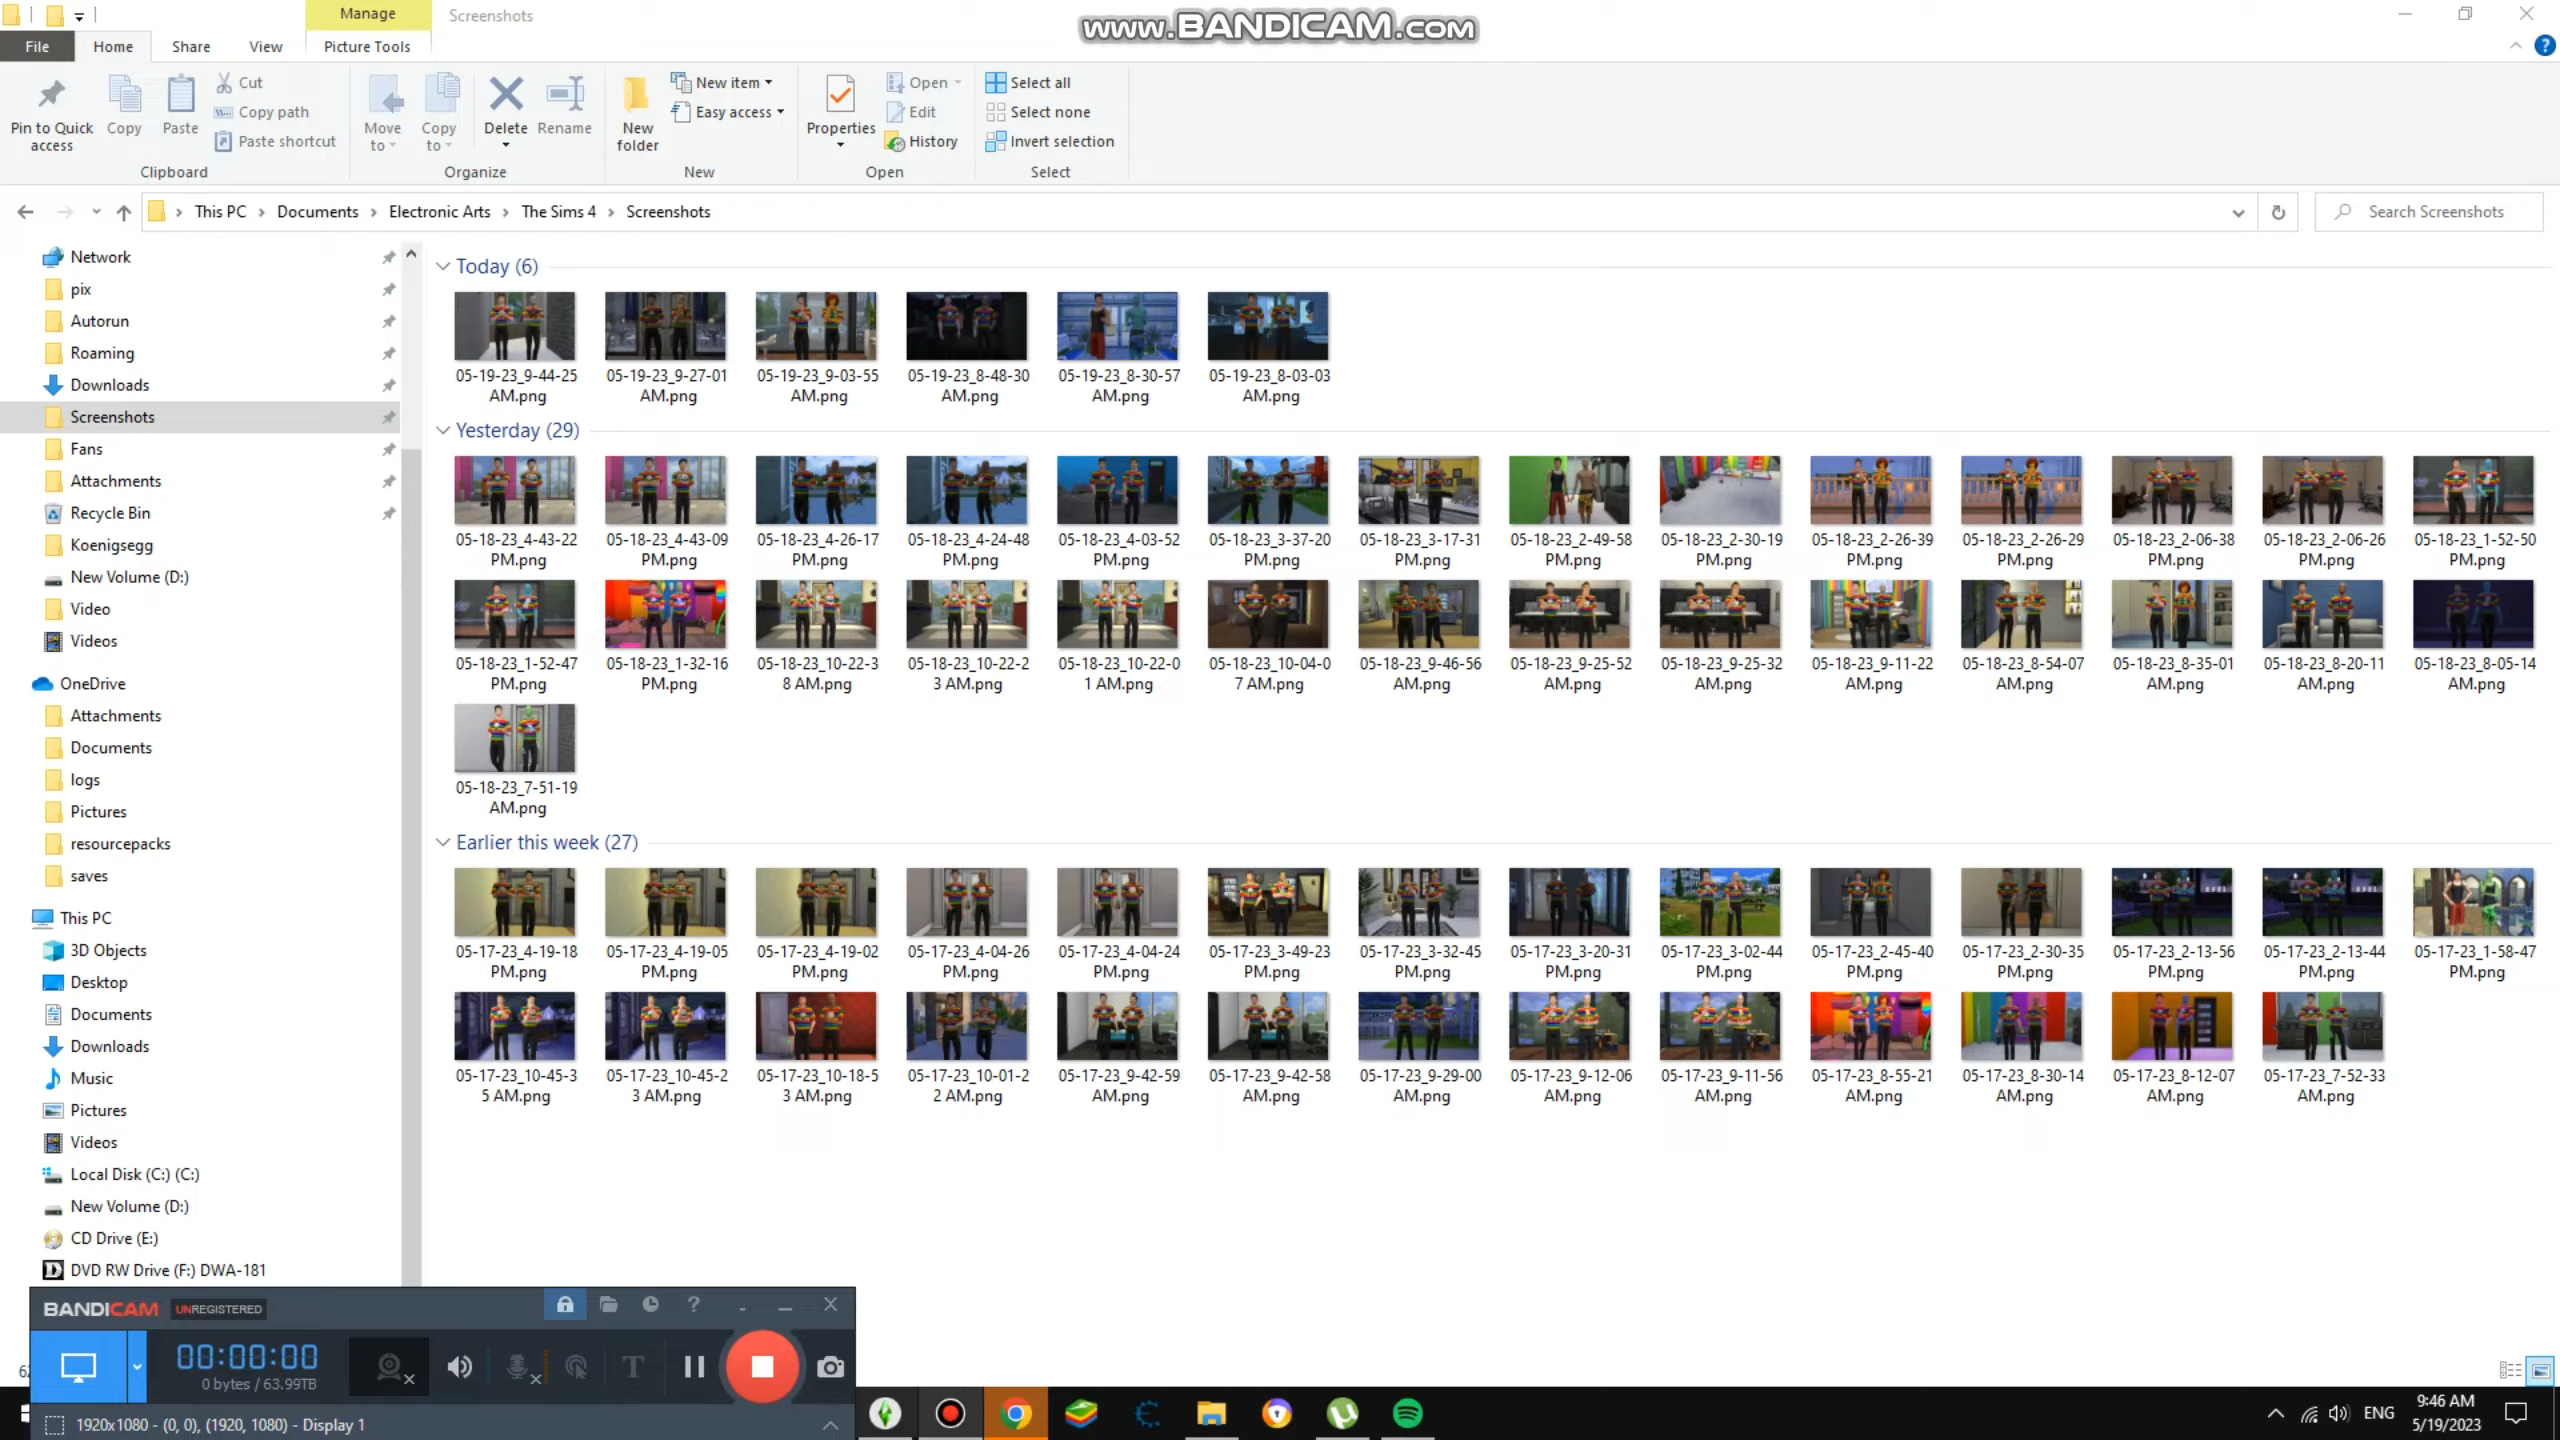 Manage
Screenshots
www.BANDICAM.com
File
Home
Share
View
Picture Tools
Pin to Quick access
Copy
Paste
Cut
Copy path
Paste shortcut
Move to
Copy to
Delete
Rename
New folder
New item
Easy access
Properties
Open
Edit
History
Select all
Select none
Invert selection
Clipboard
Organize
New
Open
Select
This PC
Documents
Electronic Arts
The Sims 4
Screenshots
Search Screenshots
Network
pix
Autorun
Roaming
Downloads
Screenshots
Fans
Attachments
Recycle Bin
Koenigsegg
New Volume (D:)
Video
Videos
OneDrive
Attachments
Documents
logs
Pictures
resourcepacks
saves
This PC
3D Objects
Desktop
Documents
Downloads
Music
Pictures
Videos
Local Disk (C:) (C:)
New Volume (D:)
CD Drive (E:)
DVD RW Drive (F:) DWA-181
Today (6)
05-19-23_9-44-25 AM.png
05-19-23_9-27-01 AM.png
05-19-23_9-03-55 AM.png
05-19-23_8-48-30 AM.png
05-19-23_8-30-57 AM.png
05-19-23_8-03-03 AM.png
Yesterday (29)
05-18-23_4-43-22 PM.png
05-18-23_4-43-09 PM.png
05-18-23_4-26-17 PM.png
05-18-23_4-24-48 PM.png
05-18-23_4-03-52 PM.png
05-18-23_3-37-20 PM.png
05-18-23_3-17-31 PM.png
05-18-23_2-49-58 PM.png
05-18-23_2-30-19 PM.png
05-18-23_2-26-39 PM.png
05-18-23_2-26-29 PM.png
05-18-23_2-06-38 PM.png
05-18-23_2-06-26 PM.png
05-18-23_1-52-50 PM.png
05-18-23_1-52-47 PM.png
05-18-23_1-32-16 PM.png
05-18-23_10-22-38 AM.png
05-18-23_10-22-23 AM.png
05-18-23_10-22-01 AM.png
05-18-23_10-04-07 AM.png
05-18-23_9-46-56 AM.png
05-18-23_9-25-52 AM.png
05-18-23_9-25-32 AM.png
05-18-23_9-11-22 AM.png
05-18-23_8-54-07 AM.png
05-18-23_8-35-01 AM.png
05-18-23_8-20-11 AM.png
05-18-23_8-05-14 AM.png
05-18-23_7-51-19 AM.png
Earlier this week (27)
05-17-23_4-19-18 PM.png
05-17-23_4-19-05 PM.png
05-17-23_4-19-02 PM.png
05-17-23_4-04-26 PM.png
05-17-23_4-04-24 PM.png
05-17-23_3-49-23 PM.png
05-17-23_3-32-45 PM.png
05-17-23_3-20-31 PM.png
05-17-23_3-02-44 PM.png
05-17-23_2-45-40 PM.png
05-17-23_2-30-35 PM.png
05-17-23_2-13-56 PM.png
05-17-23_2-13-44 PM.png
05-17-23_1-58-47 PM.png
05-17-23_10-45-35 AM.png
05-17-23_10-45-23 AM.png
05-17-23_10-18-53 AM.png
05-17-23_10-01-22 AM.png
05-17-23_9-42-59 AM.png
05-17-23_9-42-58 AM.png
05-17-23_9-29-00 AM.png
05-17-23_9-12-06 AM.png
05-17-23_9-11-56 AM.png
05-17-23_8-55-21 AM.png
05-17-23_8-30-14 AM.png
05-17-23_8-12-07 AM.png
05-17-23_7-52-33 AM.png
BANDICAM UNREGISTERED
00:00:00
0 bytes / 63.99TB
1920x1080 - (0, 0), (1920, 1080) - Display 1
ENG
9:46 AM
5/19/2023